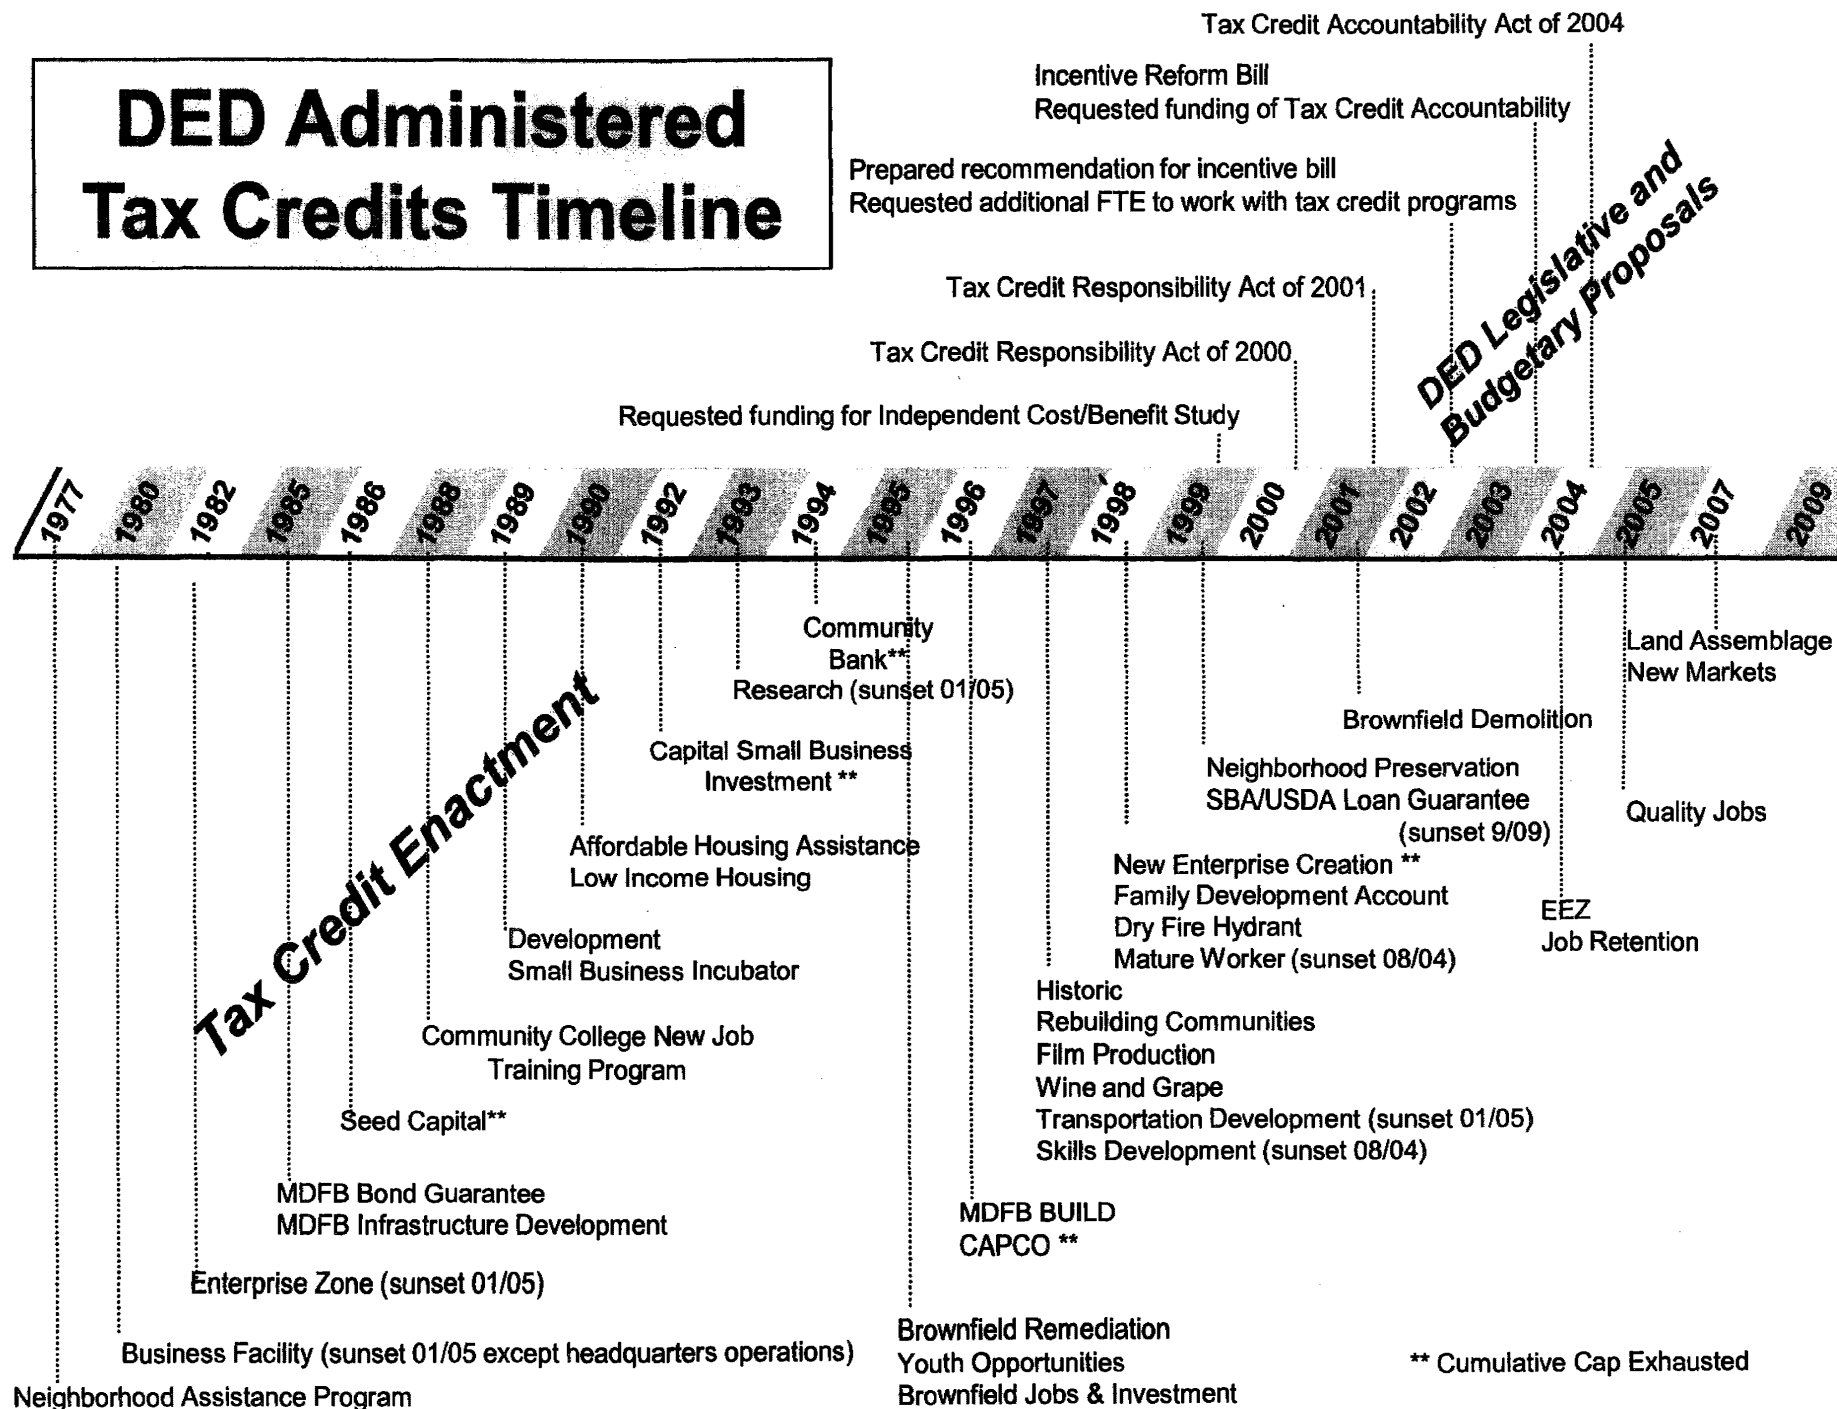 DED Administered
Tax Credits Timeline
Tax Credit Accountability Act of 2004
Incentive Reform Bill
Requested funding of Tax Credit Accountability
Prepared recommendation for incentive bill
Requested additional FTE to work with tax credit programs
Tax Credit Responsibility Act of 2001
Tax Credit Responsibility Act of 2000
Requested funding for Independent Cost/Benefit Study
DED Legislative and
Budgetary Proposals
1977 1980 1982 1985 1986 1988 1989 1990 1992 1993 1994 1995 1996 1997 1998 1999 2000 2001 2002 2003 2004 2005 2007 2009
Tax Credit Enactment
Community
Bank**
Research (sunset 01/05)
Capital Small Business
Investment **
Affordable Housing Assistance
Low Income Housing
Development
Small Business Incubator
Community College New Job
Training Program
Seed Capital**
MDFB Bond Guarantee
MDFB Infrastructure Development
Enterprise Zone (sunset 01/05)
Business Facility (sunset 01/05 except headquarters operations)
Neighborhood Assistance Program
Land Assemblage
New Markets
Brownfield Demolition
Neighborhood Preservation
SBA/USDA Loan Guarantee
(sunset 9/09)
Quality Jobs
New Enterprise Creation **
Family Development Account
Dry Fire Hydrant
Mature Worker (sunset 08/04)
EEZ
Job Retention
Historic
Rebuilding Communities
Film Production
Wine and Grape
Transportation Development (sunset 01/05)
Skills Development (sunset 08/04)
MDFB BUILD
CAPCO **
Brownfield Remediation
Youth Opportunities
Brownfield Jobs & Investment
** Cumulative Cap Exhausted